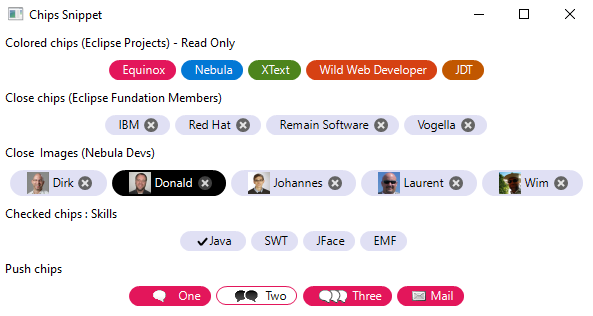 Chips Snippet
Colored chips (Eclipse Projects) - Read Only
Equinox Nebula XText Wild Web Developer JDT
Close chips (Eclipse Fundation Members)
IBM Red Hat Remain Software Vogella
Close Images (Nebula Devs)
Dirk Donald Johannes Laurent Wim
Checked chips : Skills
Java SWT JFace EMF
Push chips
One Two Three Mail